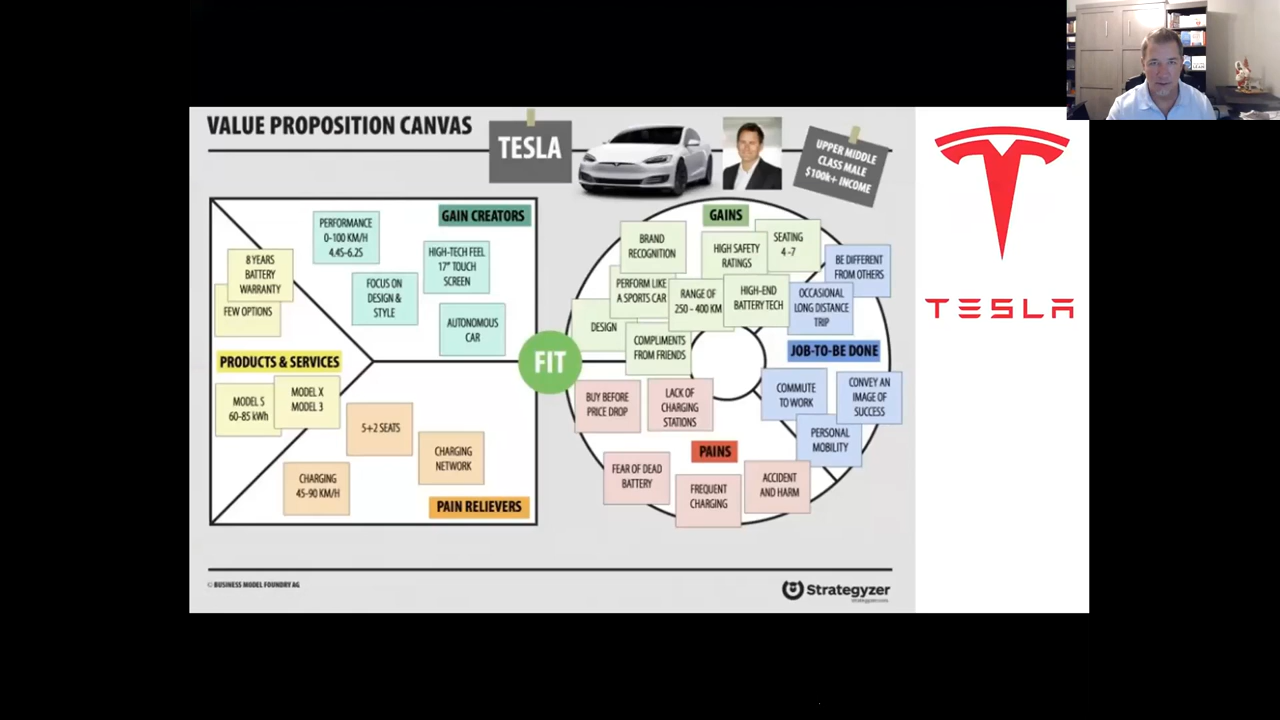 VALUE PROPOSITION CANVAS
TESLA
UPPER MIDDLE
CLASS MALE
$100k+ INCOME
GAIN CREATORS
PERFORMANCE
0-100 KM/H
4.4S-6.2S
HIGH-TECH FEEL
17" TOUCH
SCREEN
FOCUS ON
DESIGN &
STYLE
AUTONOMOUS
CAR
8 YEARS
BATTERY
WARRANTY
FEW OPTIONS
PRODUCTS & SERVICES
MODEL S
60-85 kWh
MODEL X
MODEL 3
5+2 SEATS
CHARGING
NETWORK
CHARGING
45-90 KM/H
PAIN RELIEVERS
FIT
GAINS
BRAND
RECOGNITION
HIGH SAFETY
RATINGS
SEATING
4 -7
PERFORM LIKE
A SPORTS CAR
RANGE OF
250 - 400 KM
HIGH-END
BATTERY TECH
DESIGN
COMPLIMENTS
FROM FRIENDS
BE DIFFERENT
FROM OTHERS
OCCASIONAL
LONG DISTANCE
TRIP
JOB-TO-BE DONE
COMMUTE
TO WORK
CONVEY AN
IMAGE OF
SUCCESS
PERSONAL
MOBILITY
BUY BEFORE
PRICE DROP
LACK OF
CHARGING
STATIONS
PAINS
FEAR OF DEAD
BATTERY
FREQUENT
CHARGING
ACCIDENT
AND HARM
© BUSINESS MODEL FOUNDRY AG
Strategyzer
strategyzer.com
TESLA